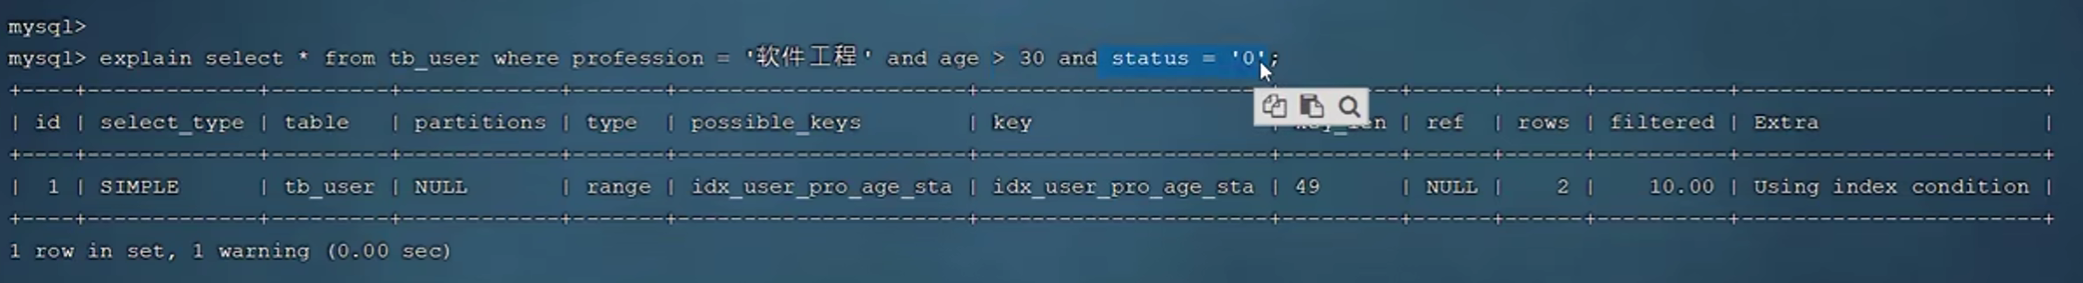 mysql>
mysql> explain select * from tb_user where profession = '软件工程' and age > 30 and status = '0';
+----+-------------+---------+------------+-------+----------------------+----------------------+---------+------+------+----------+-----------------------+
| id | select_type | table   | partitions | type  | possible_keys        | key                  | key_len | ref  | rows | filtered | Extra                 |
+----+-------------+---------+------------+-------+----------------------+----------------------+---------+------+------+----------+-----------------------+
|  1 | SIMPLE      | tb_user | NULL       | range | idx_user_pro_age_sta | idx_user_pro_age_sta | 49      | NULL |    2 |    10.00 | Using index condition |
+----+-------------+---------+------------+-------+----------------------+----------------------+---------+------+------+----------+-----------------------+
1 row in set, 1 warning (0.00 sec)